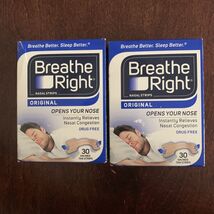 Breathe Better. Sleep Better.
Breathe
Right
NASAL STRIPS
ORIGINAL
OPENS YOUR NOSE
Instantly Relieves
Nasal Congestion
DRUG FREE
30
Breathe Better. Sleep Better.
Breathe
Right
NASAL STRIPS
ORIGINAL
OPENS YOUR NOSE
Instantly Relieves
Nasal Congestion
DRUG FREE
30